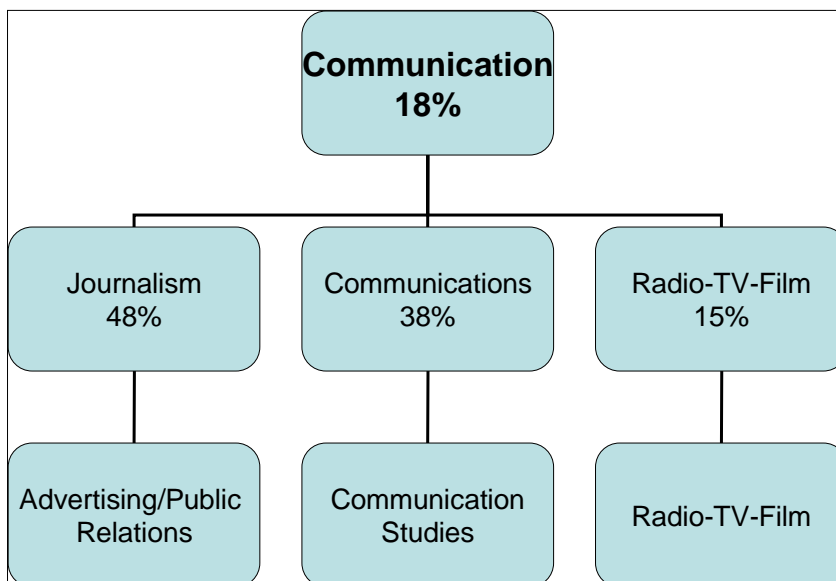 Communication
18%
Journalism
48%
Communications
38%
Radio-TV-Film
15%
Advertising/Public
Relations
Communication
Studies
Radio-TV-Film